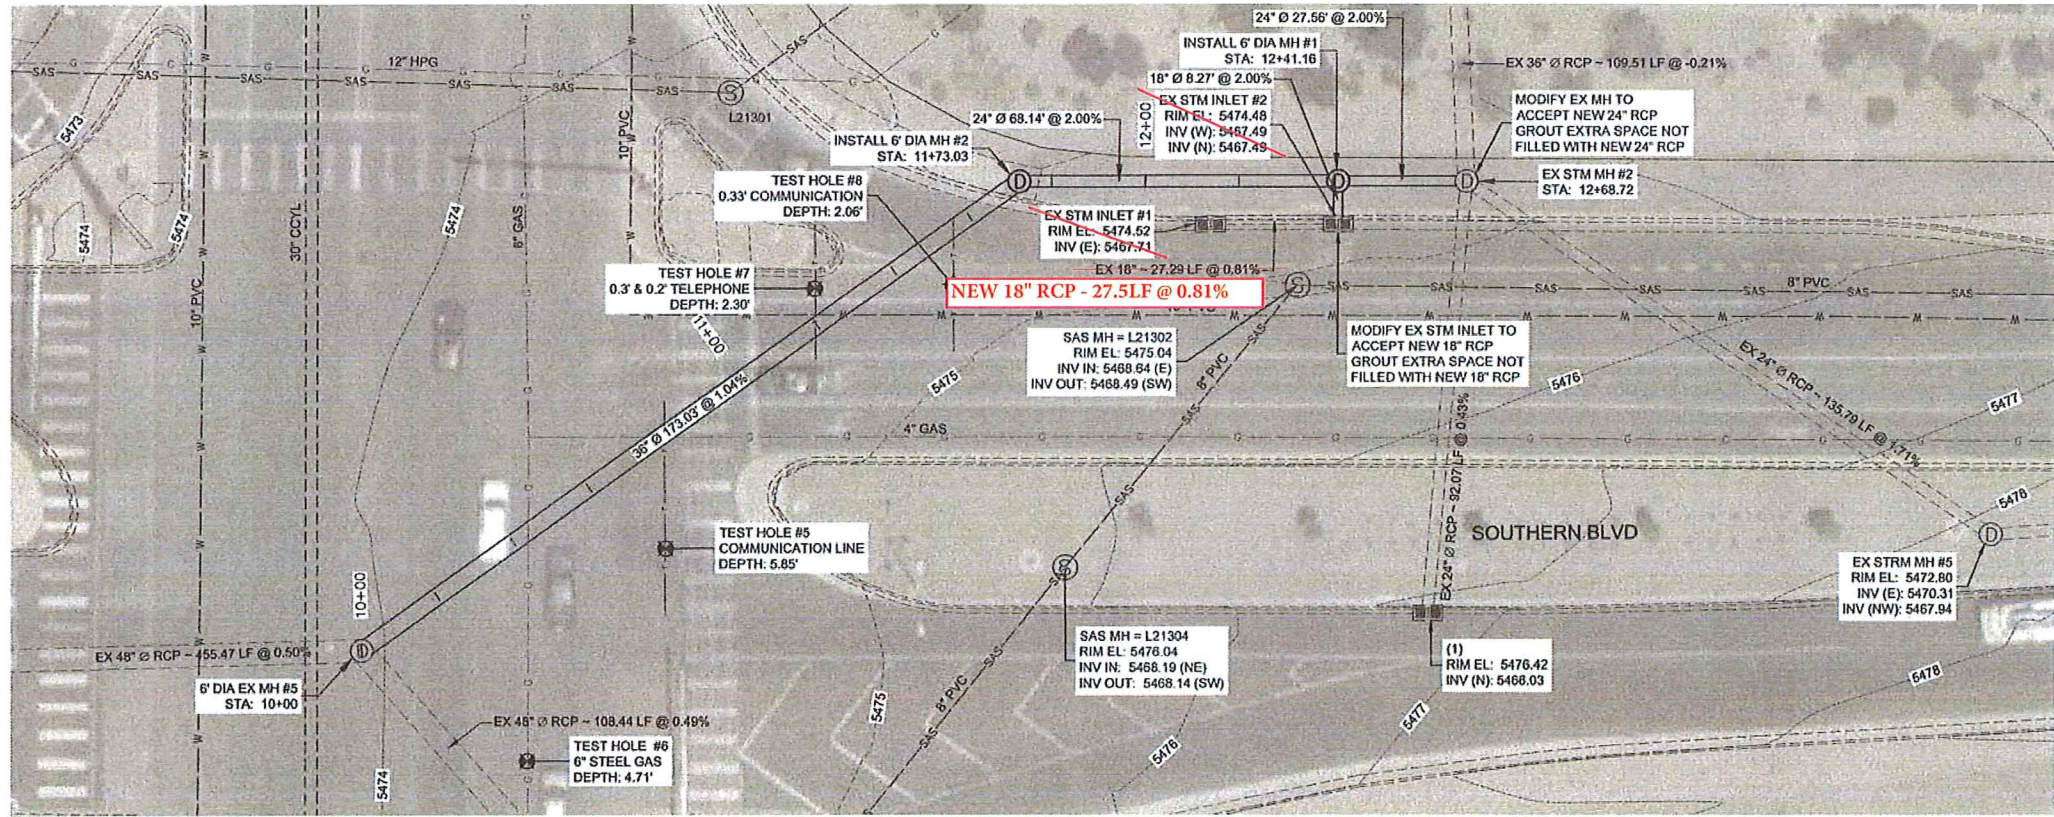 24" Ø 27.56' @ 2.00%
INSTALL 6' DIA MH #1
STA: 12+41.16
18" Ø 8.27' @ 2.00%
EX STM INLET #2
RIM EL: 5474.48
INV (W): 5467.49
INV (N): 5467.49
12+00
24" Ø 68.14' @ 2.00%
EX 36" Ø RCP ~ 109.51 LF @ -0.21%
MODIFY EX MH TO
ACCEPT NEW 24" RCP
GROUT EXTRA SPACE NOT
FILLED WITH NEW 24" RCP
EX STM MH #2
STA: 12+68.72
SAS
G
12" HPG
SAS
L21301
5473
10" PVC
INSTALL 6' DIA MH #2
STA: 11+73.03
TEST HOLE #8
0.33' COMMUNICATION
DEPTH: 2.06'
5474
5474
5474
30" CCYL
6" GAS
10" PVC
W
EX STM INLET #1
RIM EL: 5474.52
INV (E): 5467.71
EX 18" ~ 27.29 LF @ 0.81%
NEW 18" RCP - 27.5LF @ 0.81%
TEST HOLE #7
0.3' & 0.2' TELEPHONE
DEPTH: 2.30'
11+00
8" PVC
SAS MH = L21302
RIM EL: 5475.04
INV IN: 5468.64 (E)
INV OUT: 5468.49 (SW)
MODIFY EX STM INLET TO
ACCEPT NEW 18" RCP
GROUT EXTRA SPACE NOT
FILLED WITH NEW 18" RCP
8" PVC
5475
5476
5477
EX 24" Ø RCP ~ 135.79 LF @ 1.71%
36" Ø 173.03' @ 1.04%
4" GAS
EX 24" Ø RCP ~ 92.07 LF @ 0.43%
5478
SOUTHERN BLVD
TEST HOLE #5
COMMUNICATION LINE
DEPTH: 5.85'
EX STRM MH #5
RIM EL: 5472.80
INV (E): 5470.31
INV (NW): 5467.94
10+00
EX 48" Ø RCP ~ 455.47 LF @ 0.50%
6' DIA EX MH #5
STA: 10+00
SAS MH = L21304
RIM EL: 5476.04
INV IN: 5468.19 (NE)
INV OUT: 5468.14 (SW)
(1)
RIM EL: 5476.42
INV (N): 5466.03
5478
5477
5475
8" PVC
5476
EX 48" Ø RCP ~ 108.44 LF @ 0.49%
TEST HOLE #6
6" STEEL GAS
DEPTH: 4.71'
5474